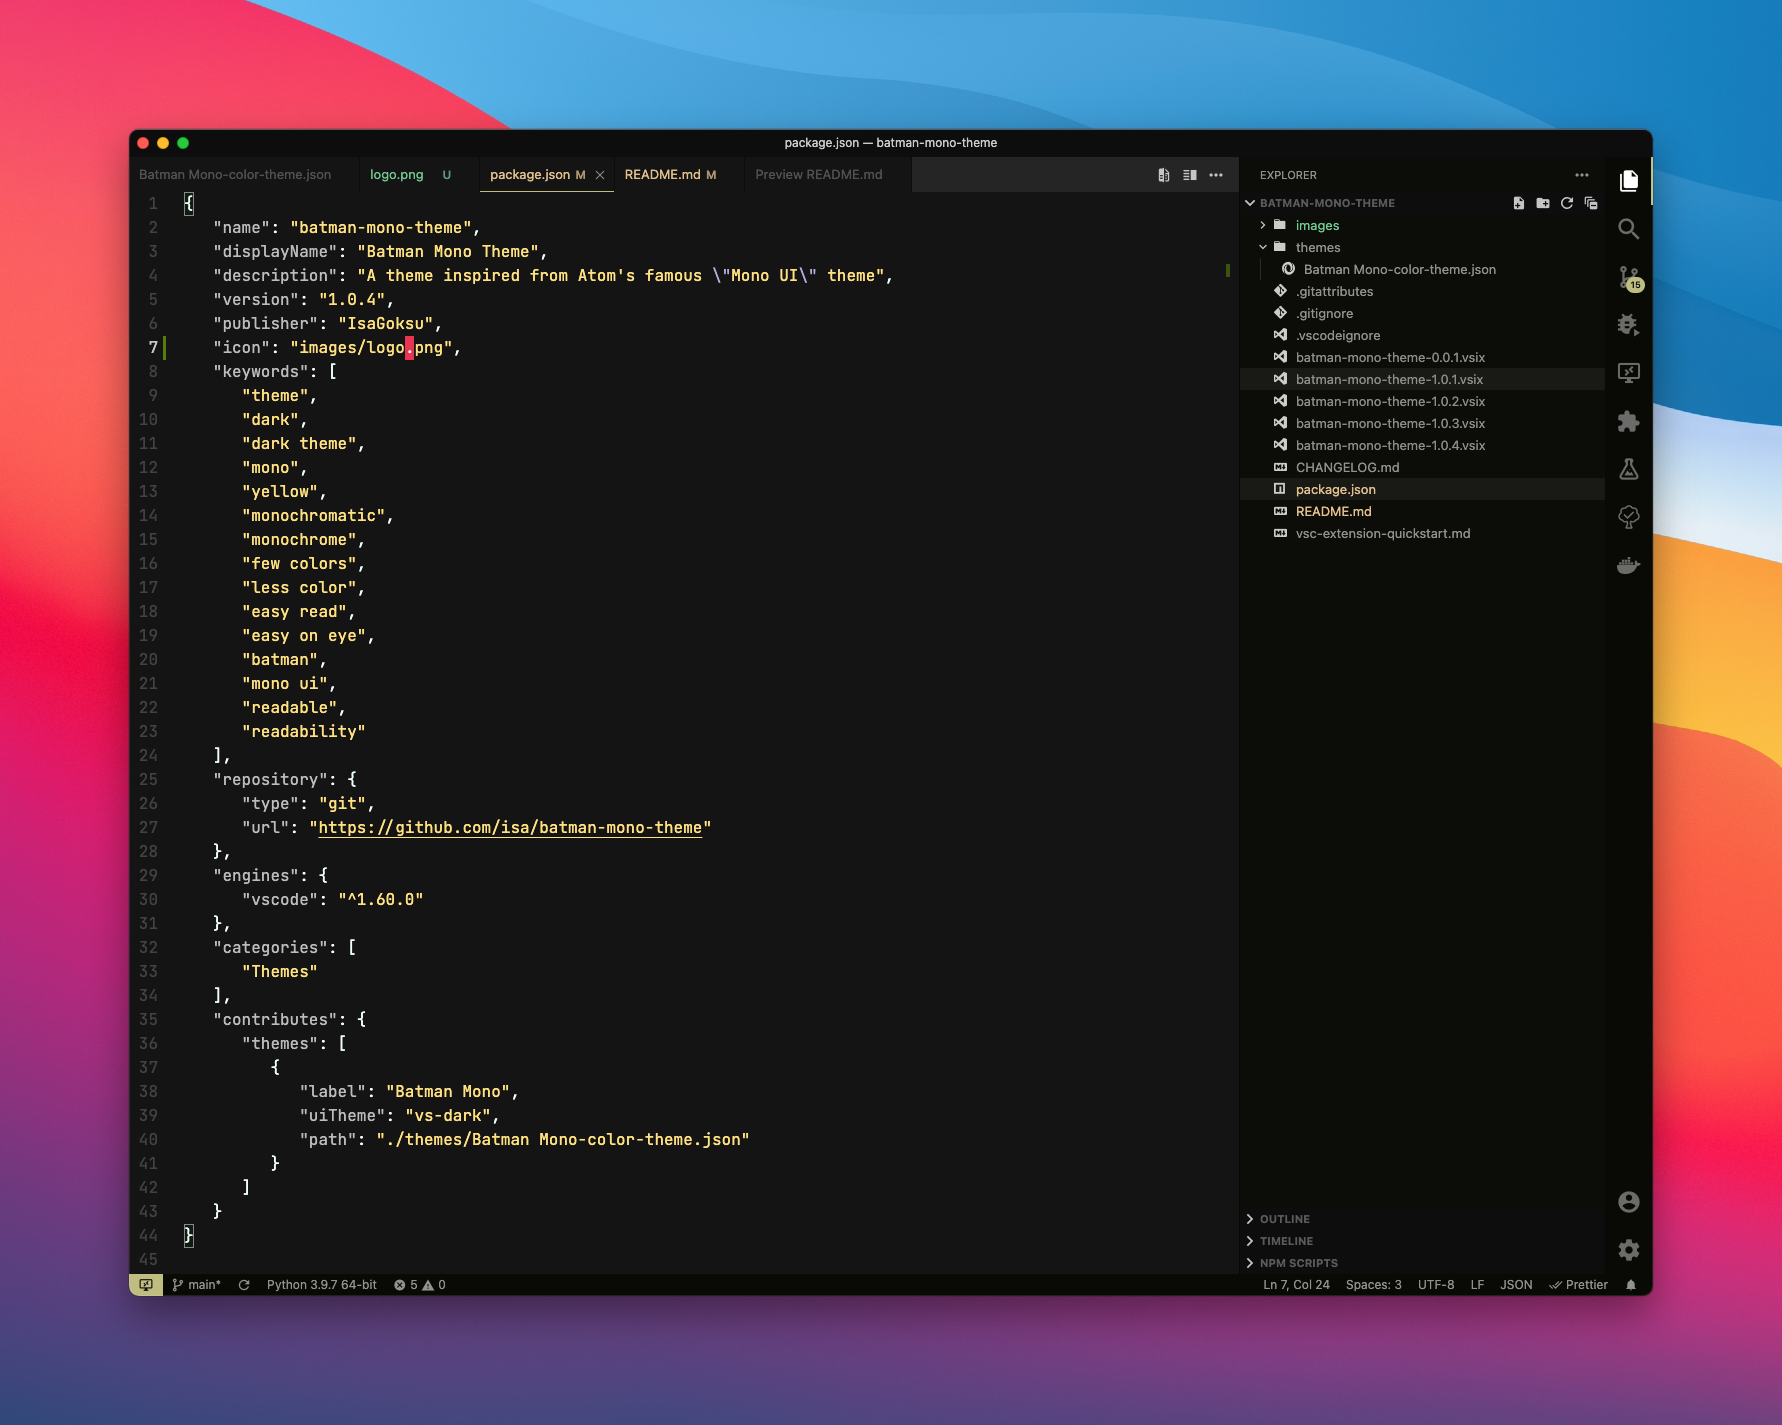 package.json — batman-mono-theme
Batman Mono-color-theme.json
logo.png U
package.json M
README.md M
Preview README.md
1 {
2 "name": "batman-mono-theme",
3 "displayName": "Batman Mono Theme",
4 "description": "A theme inspired from Atom's famous \"Mono UI\" theme",
5 "version": "1.0.4",
6 "publisher": "IsaGoksu",
7 "icon": "images/logo.png",
8 "keywords": [
9 "theme",
10 "dark",
11 "dark theme",
12 "mono",
13 "yellow",
14 "monochromatic",
15 "monochrome",
16 "few colors",
17 "less color",
18 "easy read",
19 "easy on eye",
20 "batman",
21 "mono ui",
22 "readable",
23 "readability"
24 ],
25 "repository": {
26 "type": "git",
27 "url": "https://github.com/isa/batman-mono-theme"
28 },
29 "engines": {
30 "vscode": "^1.60.0"
31 },
32 "categories": [
33 "Themes"
34 ],
35 "contributes": {
36 "themes": [
37 {
38 "label": "Batman Mono",
39 "uiTheme": "vs-dark",
40 "path": "./themes/Batman Mono-color-theme.json"
41 }
42 ]
43 }
44 }
45
EXPLORER
BATMAN-MONO-THEME
images
themes
Batman Mono-color-theme.json
.gitattributes
.gitignore
.vscodeignore
batman-mono-theme-0.0.1.vsix
batman-mono-theme-1.0.1.vsix
batman-mono-theme-1.0.2.vsix
batman-mono-theme-1.0.3.vsix
batman-mono-theme-1.0.4.vsix
CHANGELOG.md
package.json
README.md
vsc-extension-quickstart.md
15
OUTLINE
TIMELINE
NPM SCRIPTS
main* Python 3.9.7 64-bit 5 0 Ln 7, Col 24 Spaces: 3 UTF-8 LF JSON Prettier